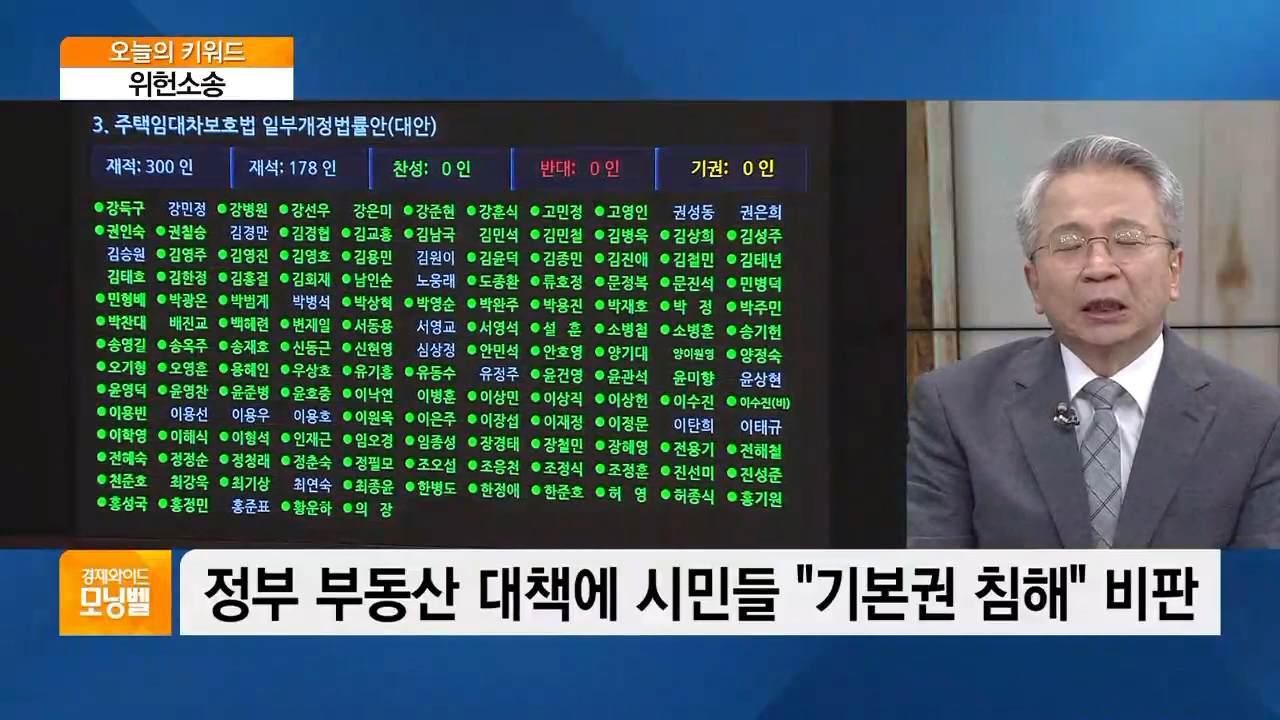 오늘의 키워드
위헌소송
3. 주택임대차보호법 일부개정법률안(대안)
재적: 300 인 재석: 178 인 찬성: 0 인 반대: 0 인 기권: 0 인
강득구 강민정 강병원 강선우 강은미 강준현 강훈식 고민정 고영인 권성동 권은희
권인숙 권칠승 김경만 김경협 김교흥 김남국 김민석 김민철 김병욱 김상희 김성주
김승원 김영주 김영진 김영호 김용민 김원이 김윤덕 김종민 김진애 김철민 김태년
김태호 김한정 김홍걸 김회재 남인순 노웅래 도종환 류호정 문정복 문진석 민병덕
민형배 박광온 박범계 박병석 박상혁 박영순 박완주 박용진 박재호 박 정 박주민
박찬대 배진교 백혜련 변재일 서동용 서영교 서영석 설 훈 소병철 소병훈 송기헌
송영길 송옥주 송재호 신동근 신현영 심상정 안민석 안호영 양기대 양이원영 양정숙
오기형 오영훈 용혜인 우상호 유기홍 유동수 유정주 윤건영 윤관석 윤미향 윤상현
윤영덕 윤영찬 윤준병 윤호중 이낙연 이병훈 이상민 이상직 이상헌 이수진 이수진(비)
이용빈 이용선 이용우 이용호 이원욱 이은주 이장섭 이재정 이정문 이탄희 이태규
이학영 이해식 이형석 인재근 임오경 임종성 장경태 장철민 장혜영 전용기 전해철
전혜숙 정정순 정청래 정춘숙 정필모 조오섭 조응천 조정식 조정훈 진선미 진성준
천준호 최강욱 최기상 최연숙 최종윤 한병도 한정애 한준호 허 영 허종식 홍기원
홍성국 홍정민 홍준표 황운하 의 장
경제와이드
모닝벨
정부 부동산 대책에 시민들 "기본권 침해" 비판